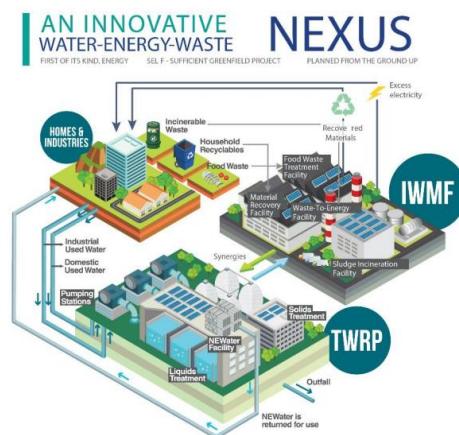 AN INNOVATIVE
WATER-ENERGY-WASTE
NEXUS
FIRST OF ITS KIND, ENERGY
SEL F - SUFFICIENT GREENFIELD PROJECT
PLANNED FROM THE GROUND UP
Excess
electricity
HOMES &
INDUSTRIES
Incinerable
Waste
Recove red
Materials
Household
Recyclables
Food Waste
Food Waste
Treatment
Facility
IWMF
Material
Recovery
Facility
Waste-To-Energy
Facility
Sludge Incineration
Facility
Industrial
Used Water
Domestic
Used Water
Synergies
Pumping
Stations
Solids
Treatment
NEWater
Facility
TWRP
Liquids
Treatment
Outfall
NEWater is
returned for use